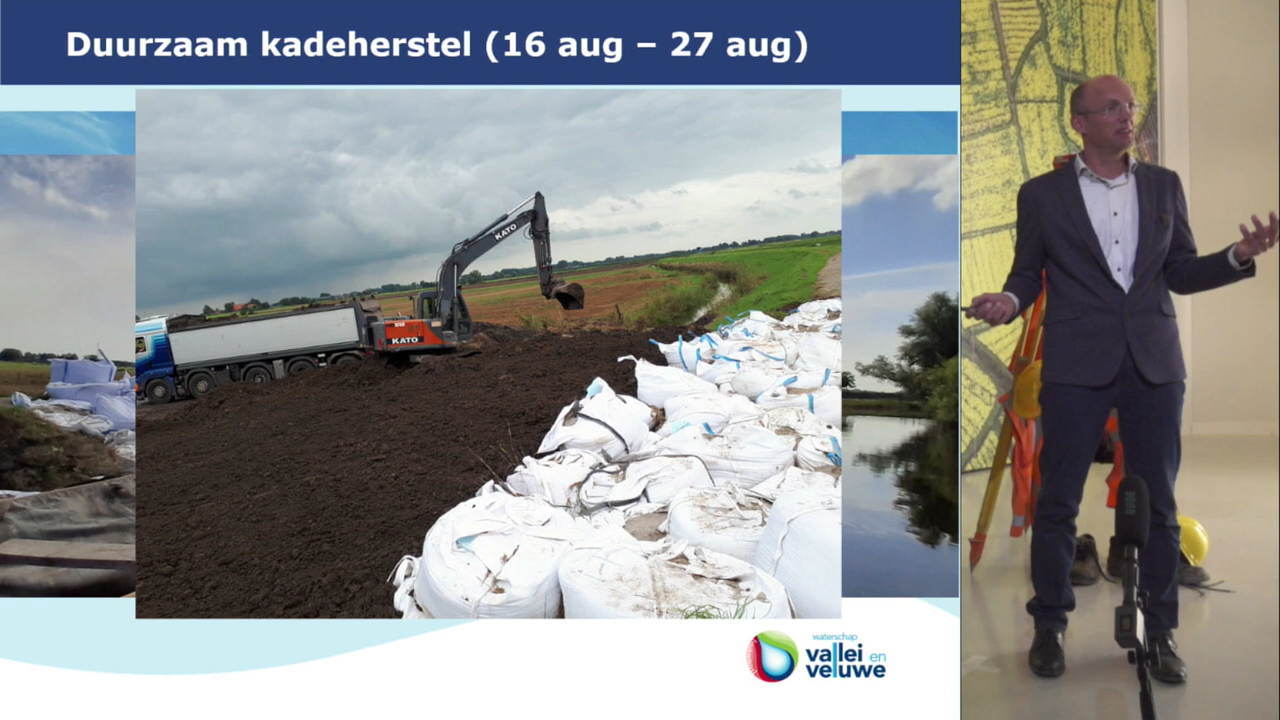 Duurzaam kadeherstel (16 aug – 27 aug)
KATO
KATO
waterschap
vallei en
veluwe